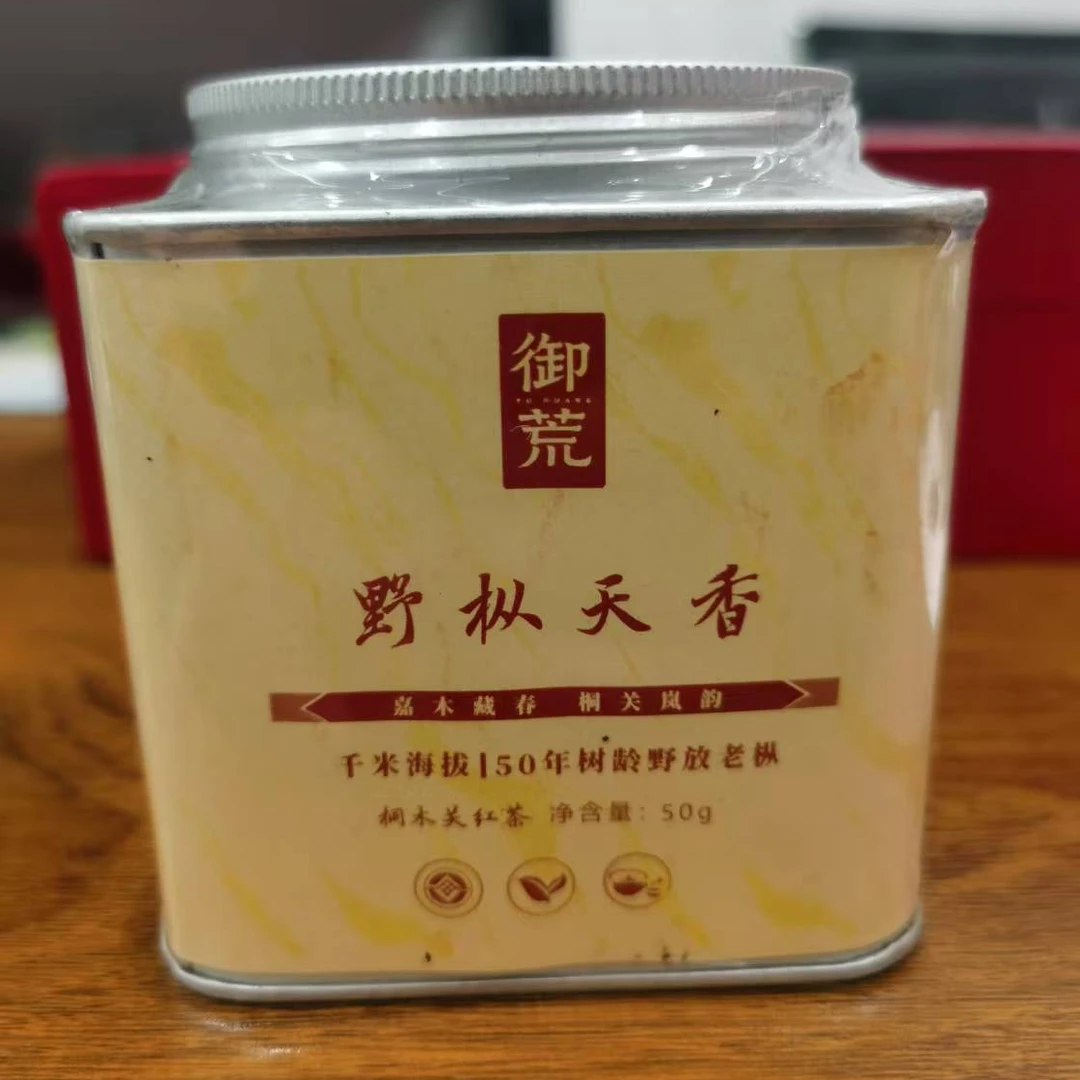 御
YU HUANG
荒
野枞天香
嘉木藏春 桐关岚韵
千米海拔|50年树龄野放老枞
桐木关红茶 净含量：50g